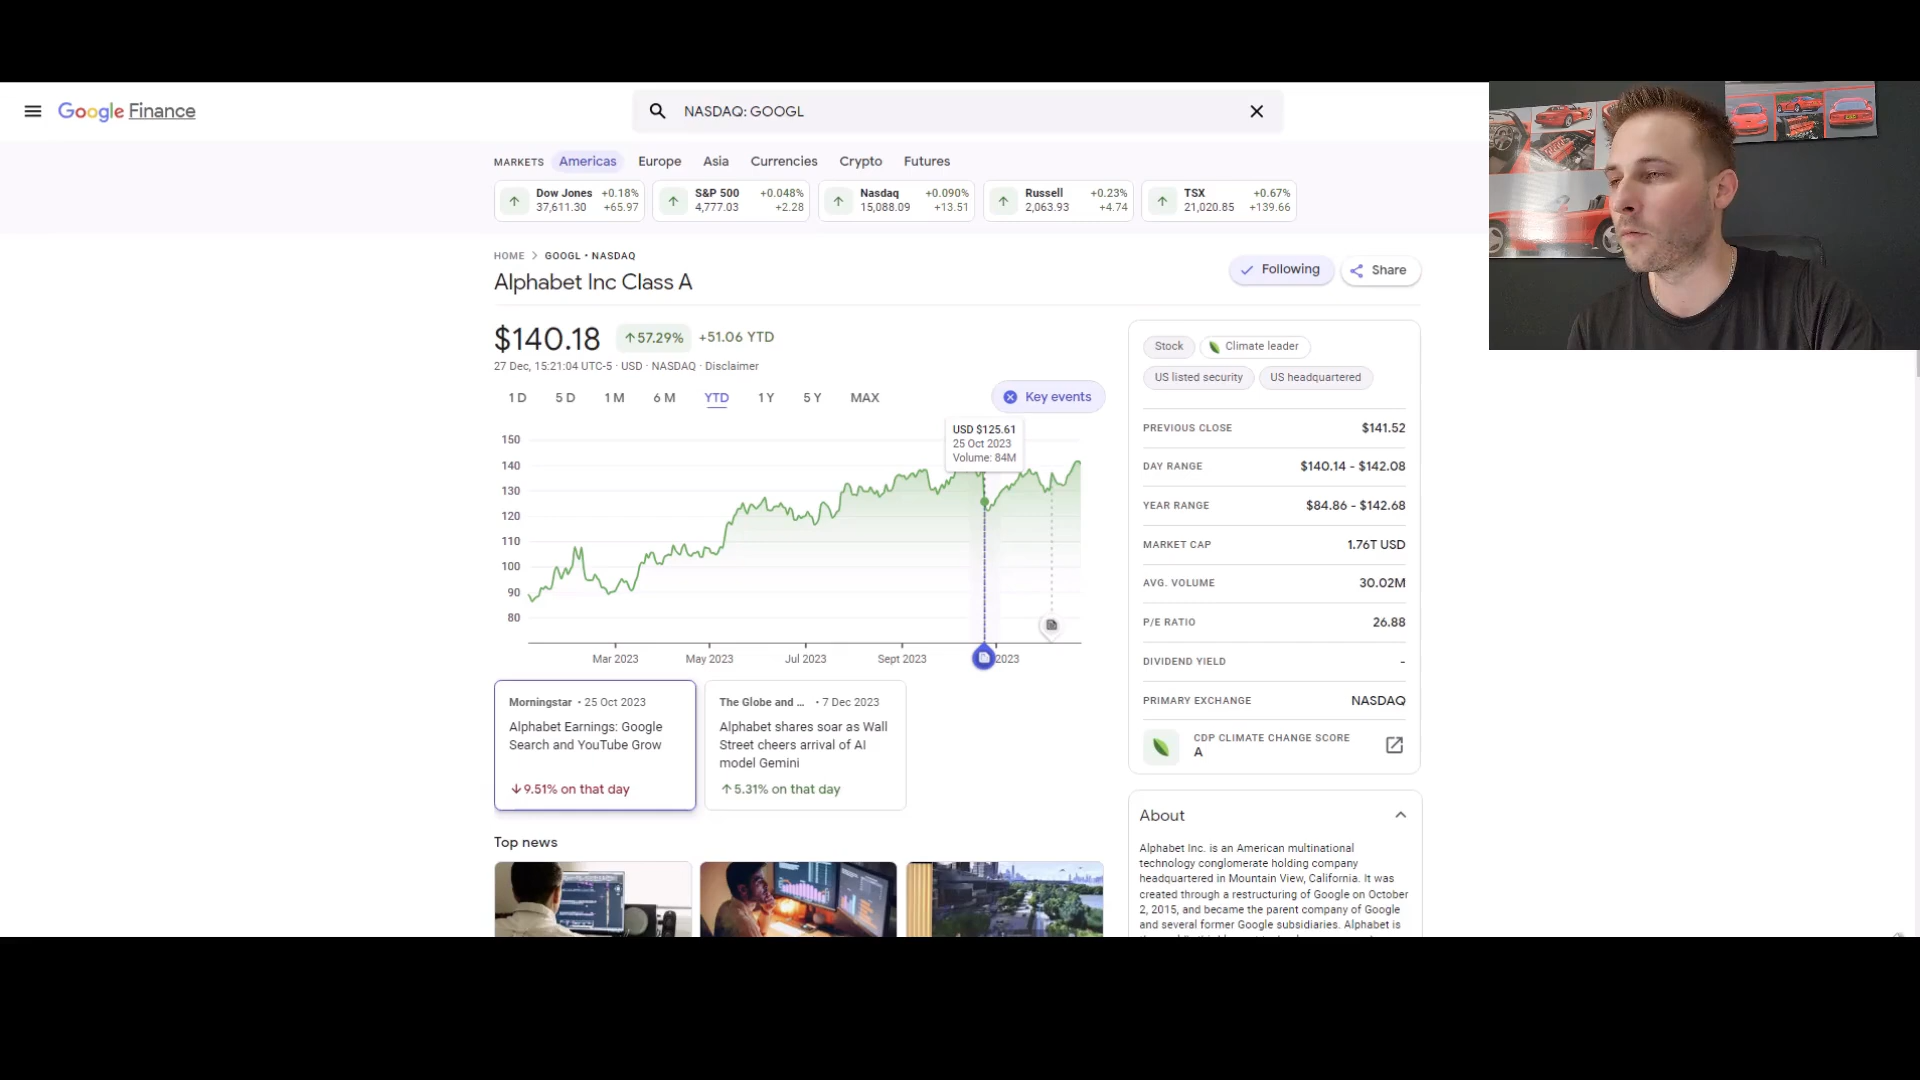 Google Finance
NASDAQ: GOOGL
MARKETS Americas Europe Asia Currencies Crypto Futures
Dow Jones +0.18%
37,611.30 +65.97
S&P 500 +0.048%
4,777.03 +2.28
Nasdaq +0.090%
15,088.09 +13.51
Russell +0.23%
2,063.93 +4.74
TSX +0.67%
21,020.85 +139.66
HOME > GOOGL • NASDAQ
Alphabet Inc Class A
Following
Share
$140.18 ↑57.29% +51.06 YTD
27 Dec, 15:21:04 UTC-5 · USD · NASDAQ · Disclaimer
1D 5D 1M 6M YTD 1Y 5Y MAX
Key events
USD $125.61
25 Oct 2023
Volume: 84M
150
140
130
120
110
100
90
80
Mar 2023 May 2023 Jul 2023 Sept 2023 2023
Morningstar • 25 Oct 2023
Alphabet Earnings: Google
Search and YouTube Grow
↓9.51% on that day
The Globe and ... • 7 Dec 2023
Alphabet shares soar as Wall
Street cheers arrival of AI
model Gemini
↑5.31% on that day
Top news
Stock Climate leader
US listed security US headquartered
PREVIOUS CLOSE $141.52
DAY RANGE $140.14 - $142.08
YEAR RANGE $84.86 - $142.68
MARKET CAP 1.76T USD
AVG. VOLUME 30.02M
P/E RATIO 26.88
DIVIDEND YIELD -
PRIMARY EXCHANGE NASDAQ
CDP CLIMATE CHANGE SCORE
A
About
Alphabet Inc. is an American multinational
technology conglomerate holding company
headquartered in Mountain View, California. It was
created through a restructuring of Google on October
2, 2015, and became the parent company of Google
and several former Google subsidiaries. Alphabet is